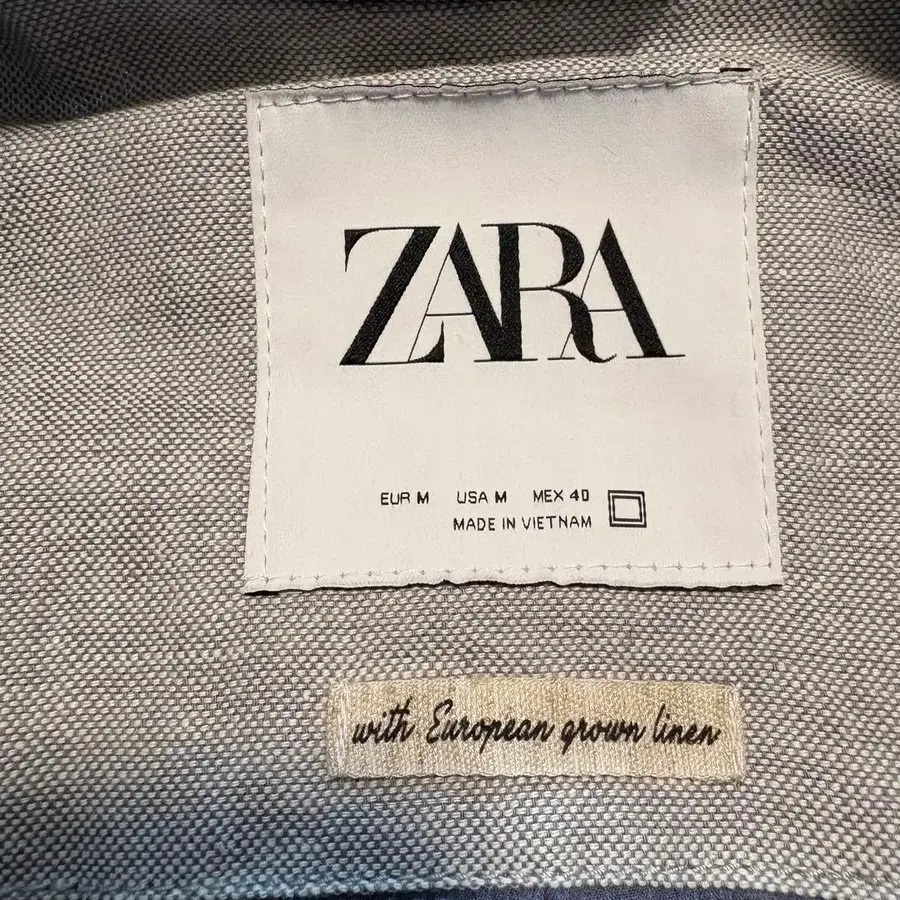 ZARA
EUR M USA M MEX 40
MADE IN VIETNAM
with European grown linen